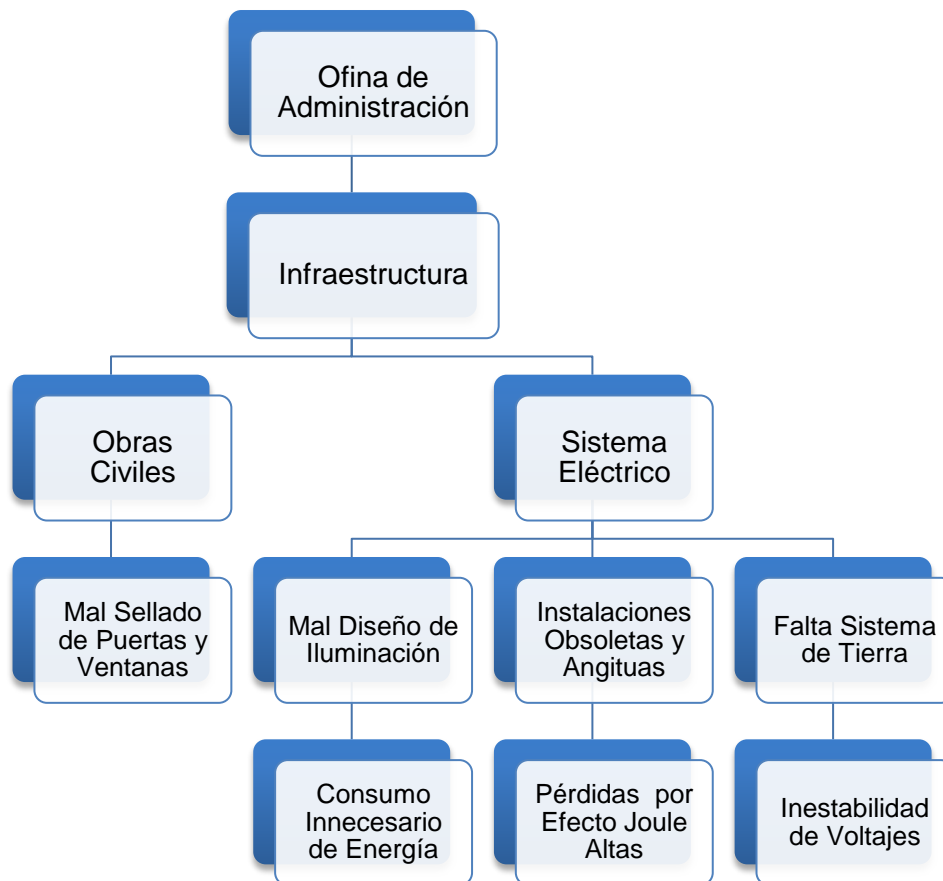 Ofina de
Administración
Infraestructura
Obras
Civiles
Sistema
Eléctrico
Mal Sellado
de Puertas y
Ventanas
Mal Diseño de
Iluminación
Instalaciones
Obsoletas y
Angituas
Falta Sistema
de Tierra
Consumo
Innecesario
de Energía
Pérdidas por
Efecto Joule
Altas
Inestabilidad
de Voltajes